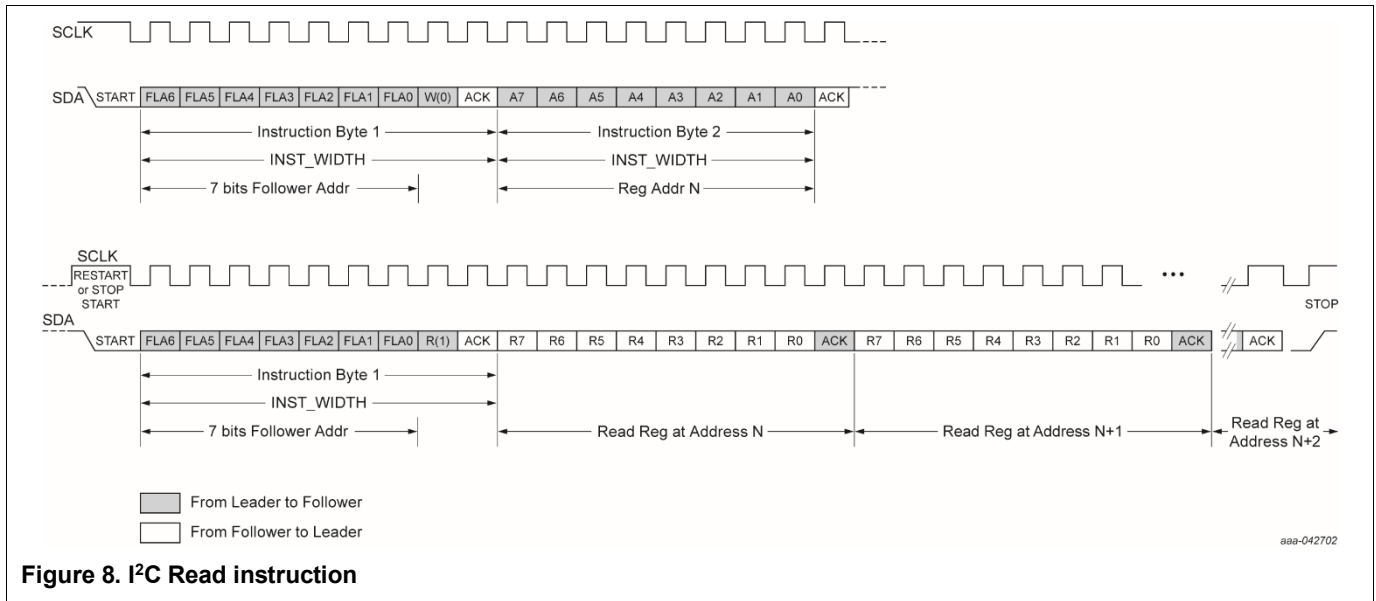 SCLK
SDA START FLA6 FLA5 FLA4 FLA3 FLA2 FLA1 FLA0 W(0) ACK A7 A6 A5 A4 A3 A2 A1 A0 ACK
Instruction Byte 1 Instruction Byte 2
INST_WIDTH INST_WIDTH
7 bits Follower Addr Reg Addr N
SCLK
RESTART
or STOP
START
•••
STOP
SDA
START FLA6 FLA5 FLA4 FLA3 FLA2 FLA1 FLA0 R(1) ACK R7 R6 R5 R4 R3 R2 R1 R0 ACK R7 R6 R5 R4 R3 R2 R1 R0 ACK ACK
Instruction Byte 1
INST_WIDTH
7 bits Follower Addr Read Reg at Address N Read Reg at Address N+1 Read Reg at
Address N+2
From Leader to Follower
From Follower to Leader
aaa-042702
Figure 8. I²C Read instruction